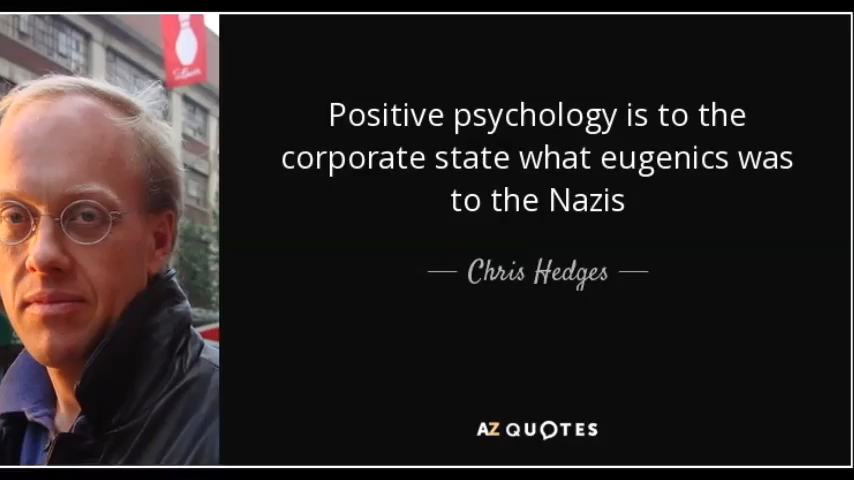 Positive psychology is to the
corporate state what eugenics was
to the Nazis
— Chris Hedges —
AZ QUOTES